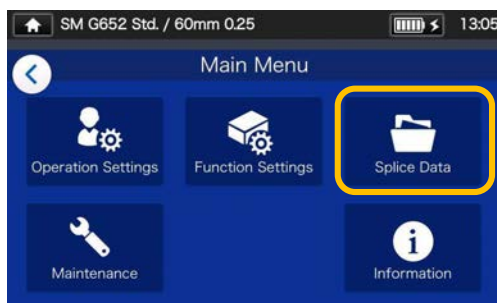 SM G652 Std. / 60mm 0.25
13:05
Main Menu
Operation Settings
Function Settings
Splice Data
Maintenance
Information